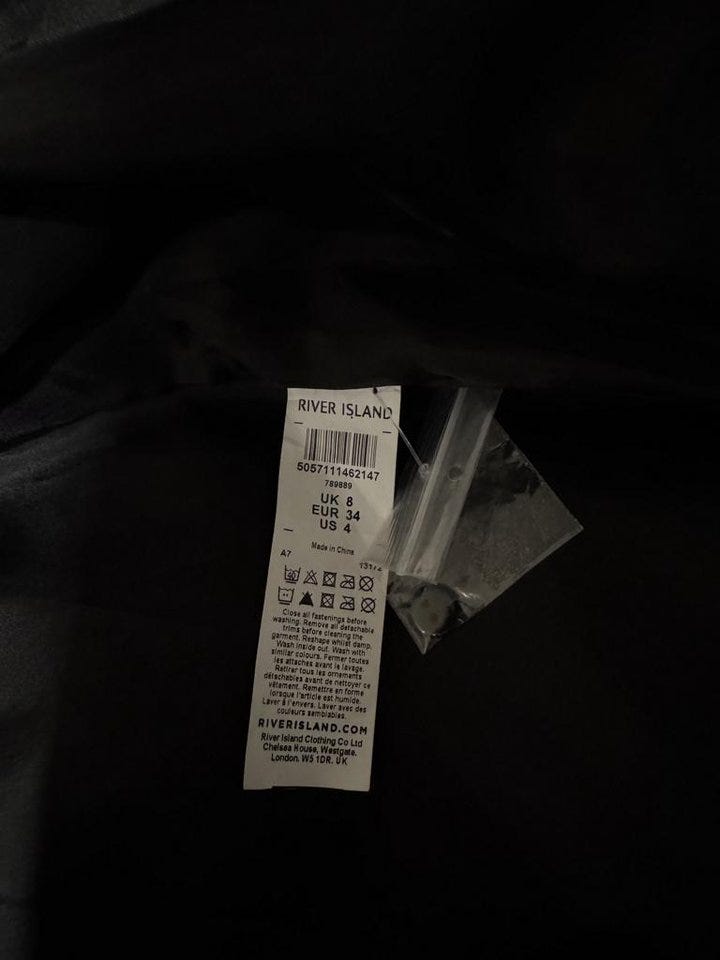 RIVER ISLAND
5057111462147
789889
UK 8
EUR 34
US 4
Made in China
A7
1317
40
Close all fastenings before
washing. Remove all detachable
trims before cleaning the
garment. Reshape whilst damp.
Wash inside out. Wash with
similar colours. Fermer toutes
les attaches avant le lavage.
Retirer tous les ornements
détachables avant de nettoyer ce
vêtement. Remettre en forme
lorsque l'article est humide.
Laver à l'envers. Laver avec des
couleurs semblables.
RIVERISLAND.COM
River Island Clothing Co Ltd
Chelsea House, Westgate,
London. W5 1DR. UK